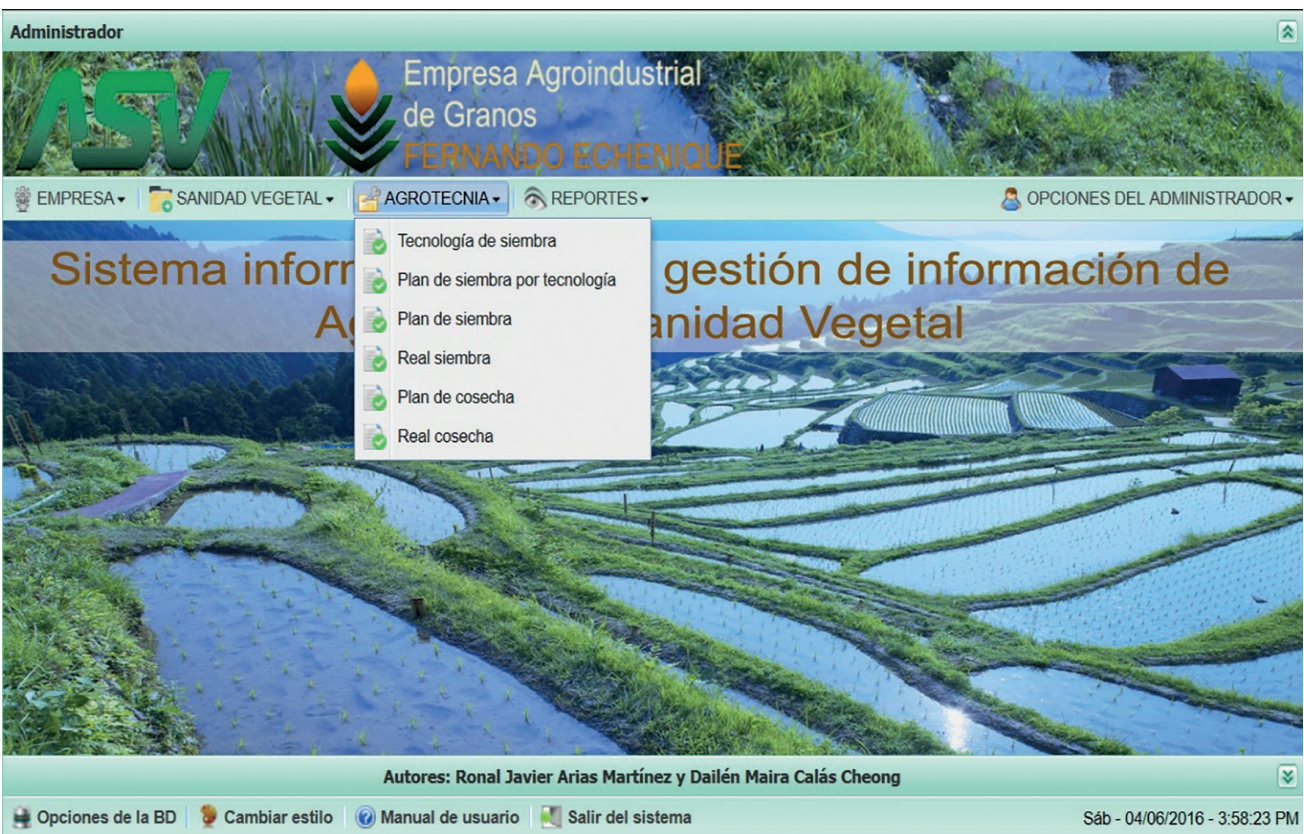 Administrador
ASV
Empresa Agroindustrial
de Granos
FERNANDO ECHENIQUE
EMPRESA SANIDAD VEGETAL AGROTECNIA REPORTES OPCIONES DEL ADMINISTRADOR
Tecnología de siembra
Plan de siembra por tecnología
Plan de siembra
Real siembra
Plan de cosecha
Real cosecha
Sistema gestión de información de
Vegetal
Autores: Ronal Javier Arias Martínez y Dailén Maira Calás Cheong
Opciones de la BD Cambiar estilo Manual de usuario Salir del sistema Sáb - 04/06/2016 - 3:58:23 PM